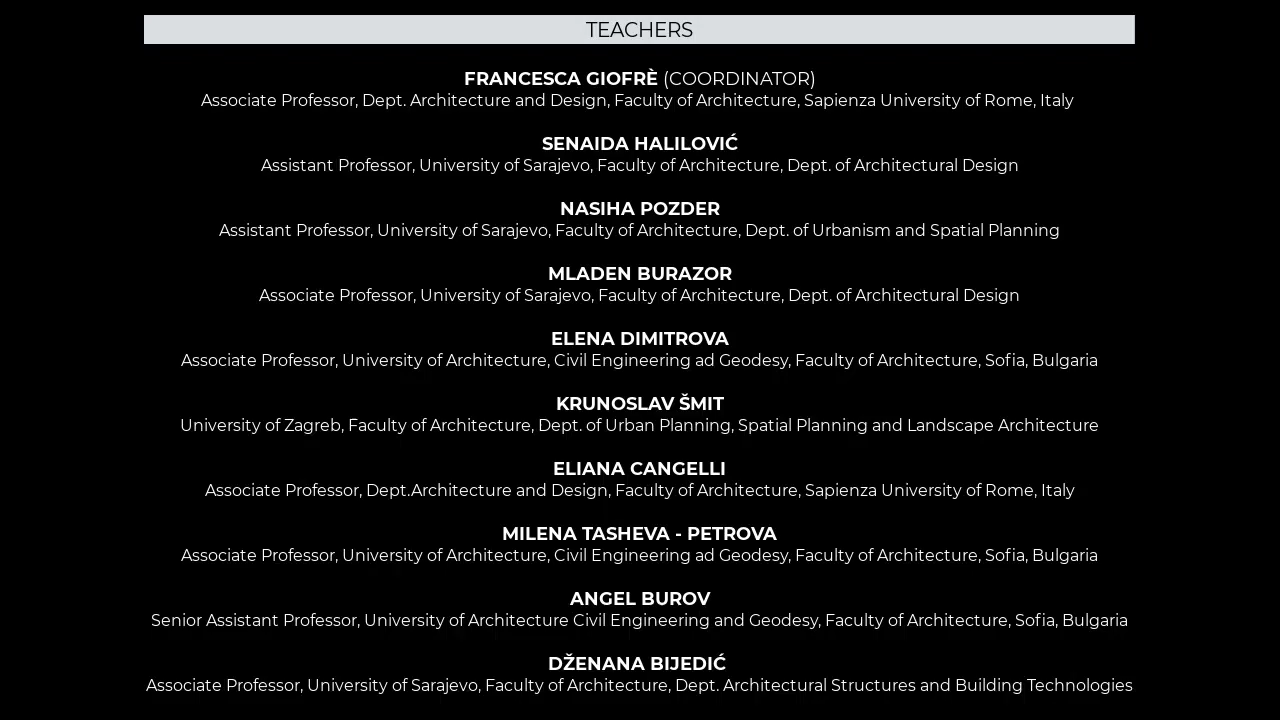 TEACHERS
FRANCESCA GIOFRÈ (COORDINATOR)
Associate Professor, Dept. Architecture and Design, Faculty of Architecture, Sapienza University of Rome, Italy
SENAIDA HALILOVIĆ
Assistant Professor, University of Sarajevo, Faculty of Architecture, Dept. of Architectural Design
NASIHA POZDER
Assistant Professor, University of Sarajevo, Faculty of Architecture, Dept. of Urbanism and Spatial Planning
MLADEN BURAZOR
Associate Professor, University of Sarajevo, Faculty of Architecture, Dept. of Architectural Design
ELENA DIMITROVA
Associate Professor, University of Architecture, Civil Engineering ad Geodesy, Faculty of Architecture, Sofia, Bulgaria
KRUNOSLAV ŠMIT
University of Zagreb, Faculty of Architecture, Dept. of Urban Planning, Spatial Planning and Landscape Architecture
ELIANA CANGELLI
Associate Professor, Dept.Architecture and Design, Faculty of Architecture, Sapienza University of Rome, Italy
MILENA TASHEVA - PETROVA
Associate Professor, University of Architecture, Civil Engineering ad Geodesy, Faculty of Architecture, Sofia, Bulgaria
ANGEL BUROV
Senior Assistant Professor, University of Architecture Civil Engineering and Geodesy, Faculty of Architecture, Sofia, Bulgaria
DŽENANA BIJEDIĆ
Associate Professor, University of Sarajevo, Faculty of Architecture, Dept. Architectural Structures and Building Technologies